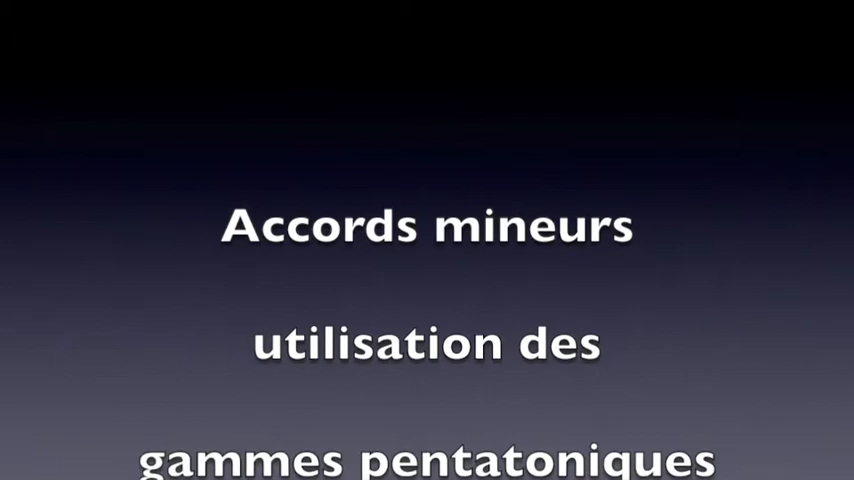 Accords mineurs
utilisation des
gammes pentatoniques